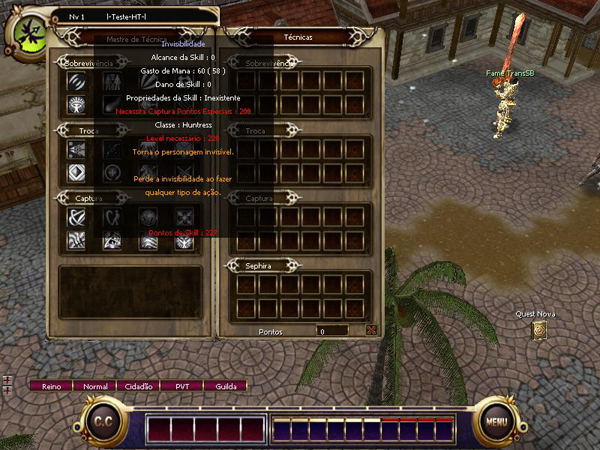 Nv 1 l-Teste-HT-l
Mestre de Técnica
Técnicas
Invisibilidade
Alcance da Skill : 0
Gasto de Mana : 60 ( 58 )
Dano de Skill : 0
Propriedades da Skill : Inexistente
Necessita Captura Pontos Especiais : 200
Classe : Huntress
Level necessário : 220
Torna o personagem invisível.
Perde a invisibilidade ao fazer
qualquer tipo de ação.
Pontos de Skill : 225
Sobrevivência
Troca
Captura
Sobrevivência
Troca
Captura
Sephira
Pontos 0
Fame TransSB
Quest Nova
Reino Normal Cidadão PVT Guilda
C.C
MENU